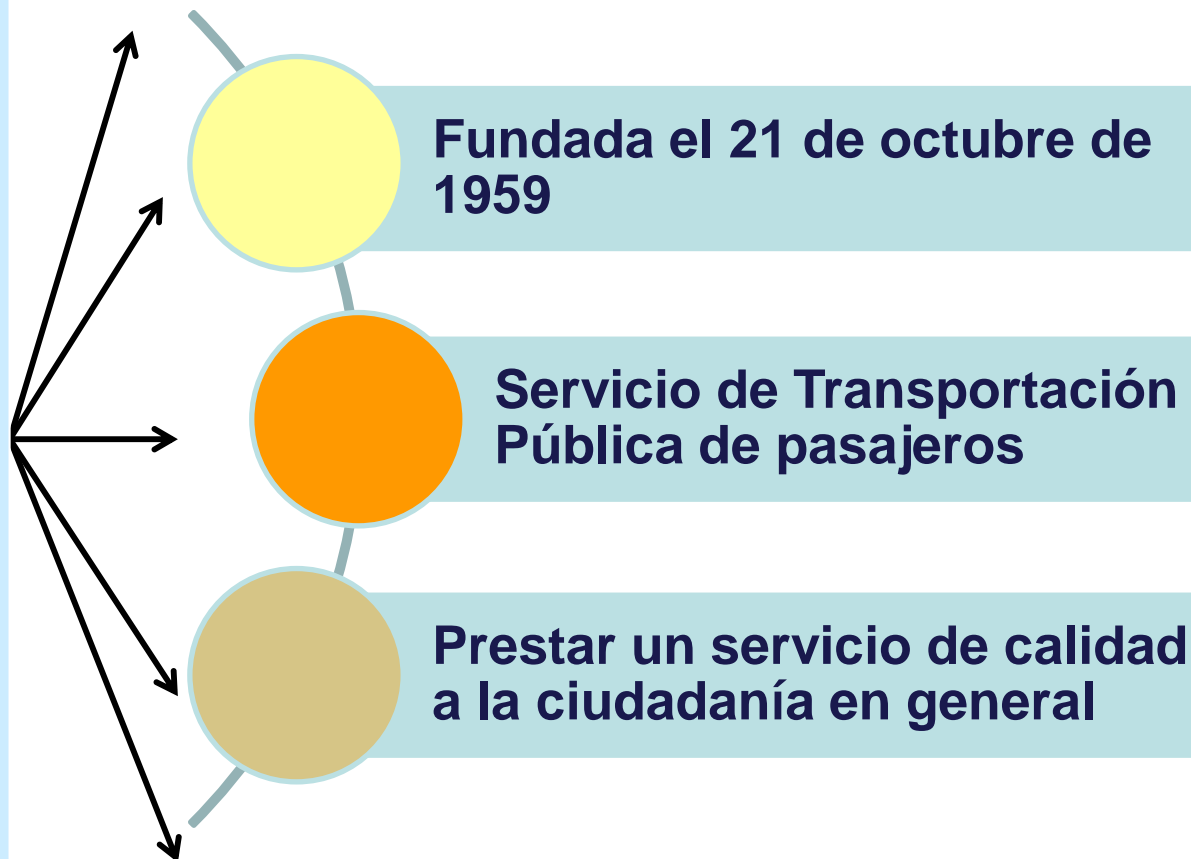 Fundada el 21 de octubre de
1959
Servicio de Transportación
Pública de pasajeros
Prestar un servicio de calidad
a la ciudadanía en general